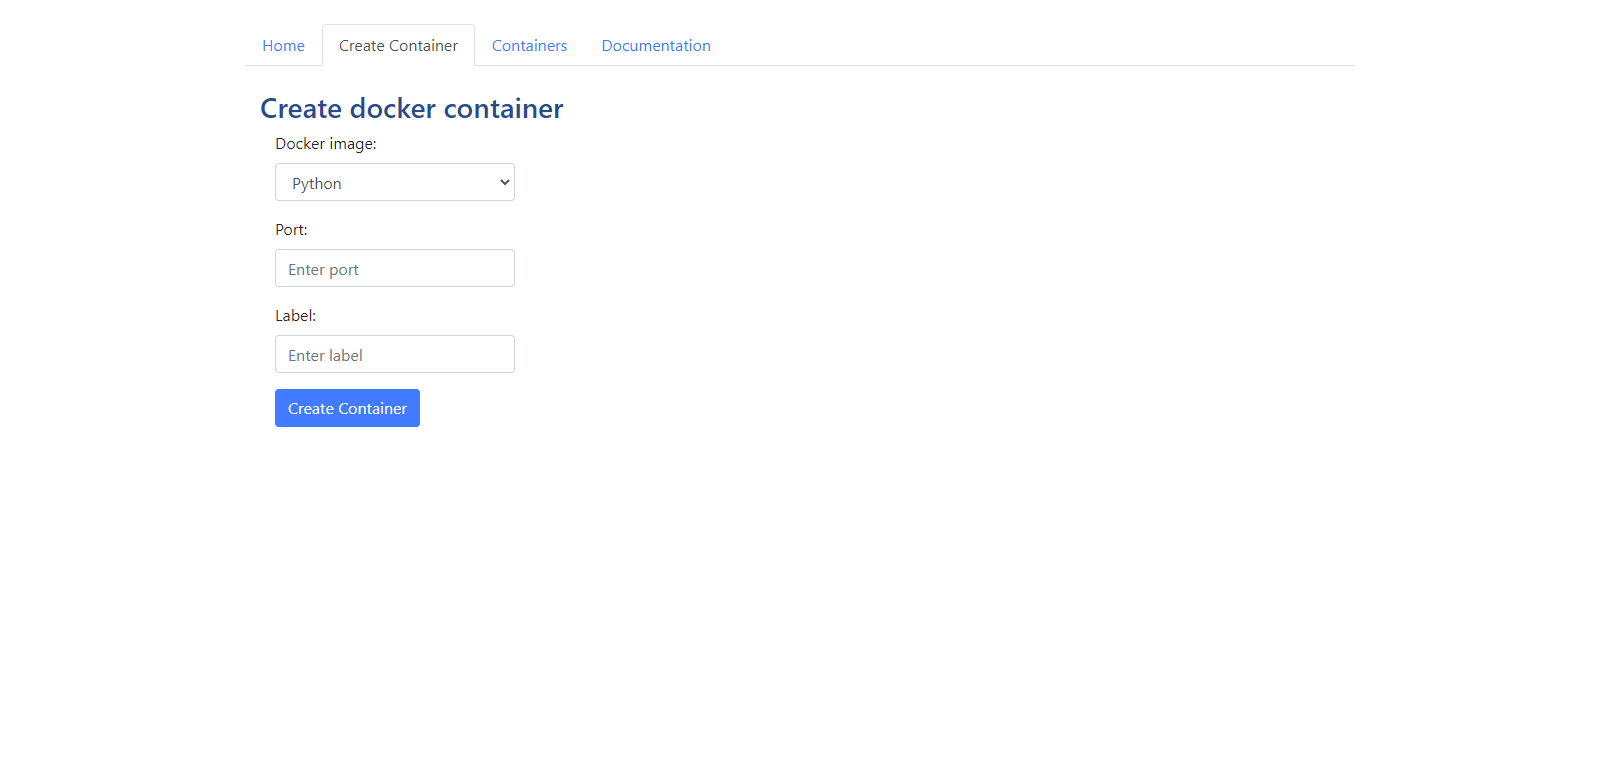 Home Create Container Containers Documentation
Create docker container
Docker image:
Python
Port:
Enter port
Label:
Enter label
Create Container